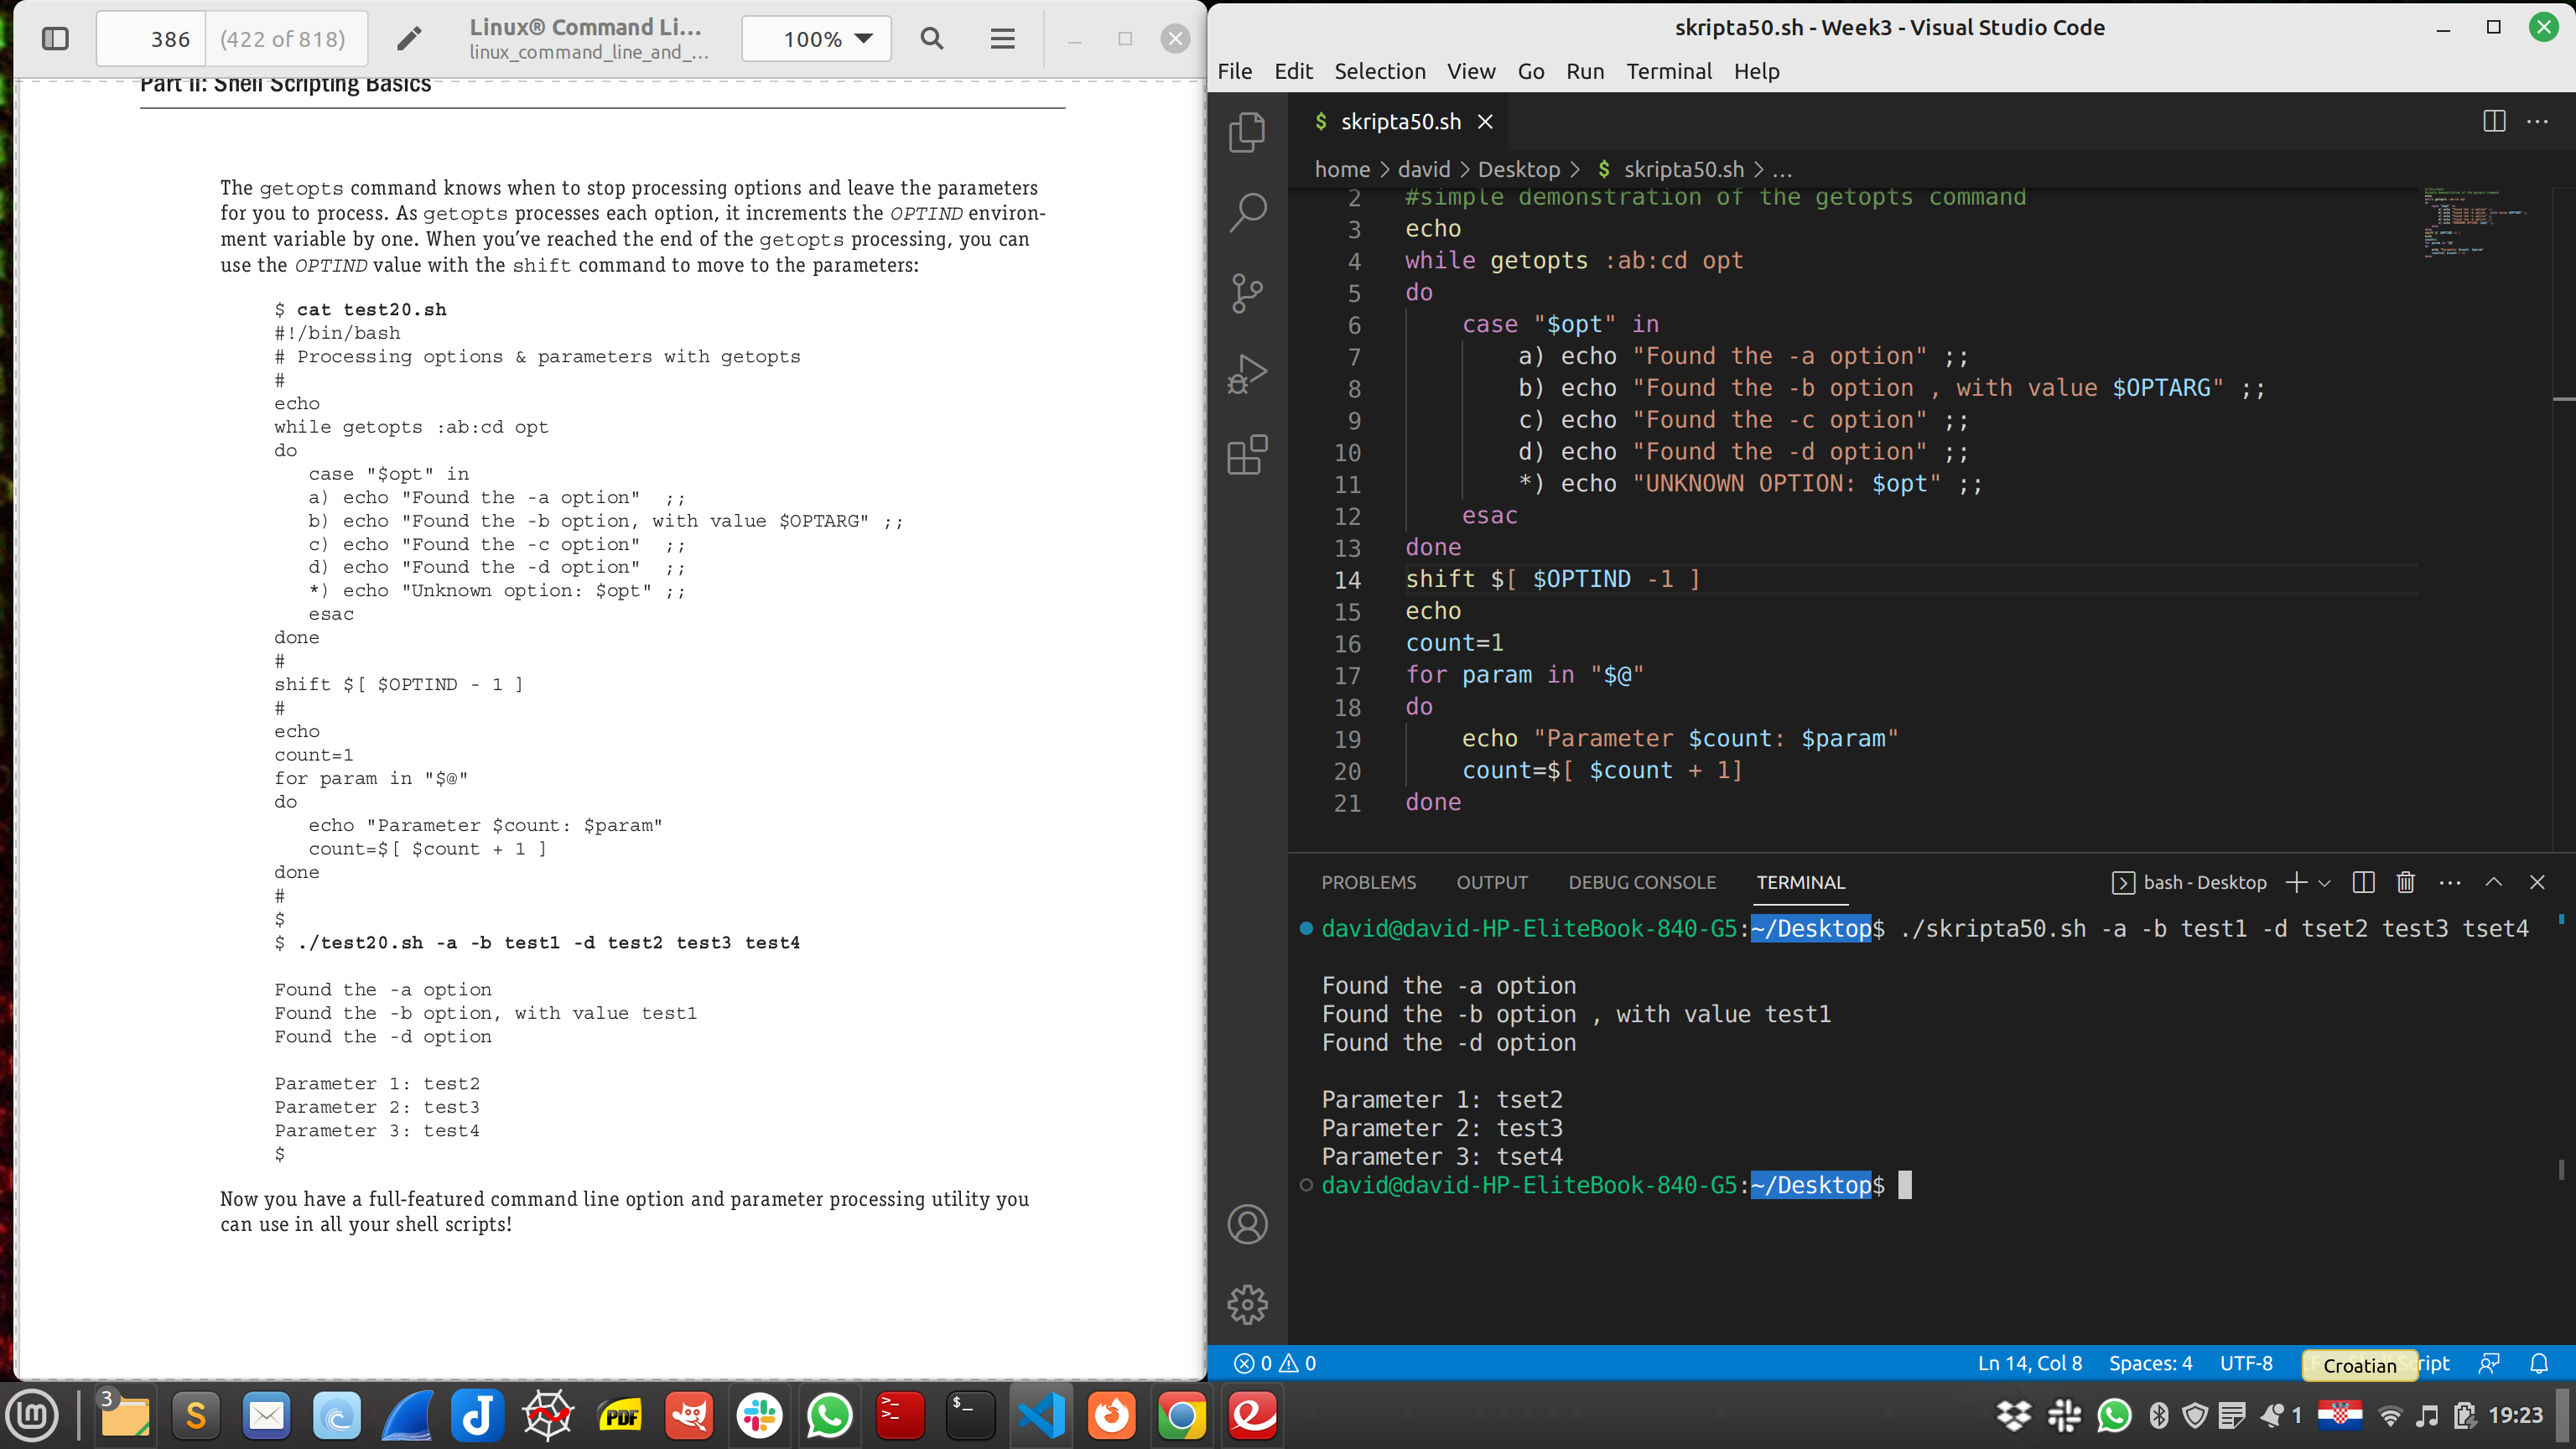 386 (422 of 818)
Linux® Command Li...
linux_command_line_and_...
100%
Part II: Shell Scripting Basics
The getopts command knows when to stop processing options and leave the parameters
for you to process. As getopts processes each option, it increments the OPTIND environ-
ment variable by one. When you've reached the end of the getopts processing, you can
use the OPTIND value with the shift command to move to the parameters:
$ cat test20.sh
#!/bin/bash
# Processing options & parameters with getopts
#
echo
while getopts :ab:cd opt
do
case "$opt" in
a) echo "Found the -a option" ;;
b) echo "Found the -b option, with value $OPTARG" ;;
c) echo "Found the -c option" ;;
d) echo "Found the -d option" ;;
*) echo "Unknown option: $opt" ;;
esac
done
#
shift $[ $OPTIND - 1 ]
#
echo
count=1
for param in "$@"
do
echo "Parameter $count: $param"
count=$[ $count + 1 ]
done
#
$
$ ./test20.sh -a -b test1 -d test2 test3 test4
Found the -a option
Found the -b option, with value test1
Found the -d option
Parameter 1: test2
Parameter 2: test3
Parameter 3: test4
$
Now you have a full-featured command line option and parameter processing utility you
can use in all your shell scripts!
skripta50.sh - Week3 - Visual Studio Code
File Edit Selection View Go Run Terminal Help
$ skripta50.sh
home > david > Desktop > $ skripta50.sh > ...
2 #simple demonstration of the getopts command
3 echo
4 while getopts :ab:cd opt
5 do
6 case "$opt" in
7 a) echo "Found the -a option" ;;
8 b) echo "Found the -b option , with value $OPTARG" ;;
9 c) echo "Found the -c option" ;;
10 d) echo "Found the -d option" ;;
11 *) echo "UNKNOWN OPTION: $opt" ;;
12 esac
13 done
14 shift $[ $OPTIND -1 ]
15 echo
16 count=1
17 for param in "$@"
18 do
19 echo "Parameter $count: $param"
20 count=$[ $count + 1]
21 done
PROBLEMS OUTPUT DEBUG CONSOLE TERMINAL bash - Desktop
david@david-HP-EliteBook-840-G5:~/Desktop$ ./skripta50.sh -a -b test1 -d tset2 test3 tset4
Found the -a option
Found the -b option , with value test1
Found the -d option
Parameter 1: tset2
Parameter 2: test3
Parameter 3: tset4
david@david-HP-EliteBook-840-G5:~/Desktop$
0 0 Ln 14, Col 8 Spaces: 4 UTF-8 Croatian ript
3 S PDF $_ 1 19:23